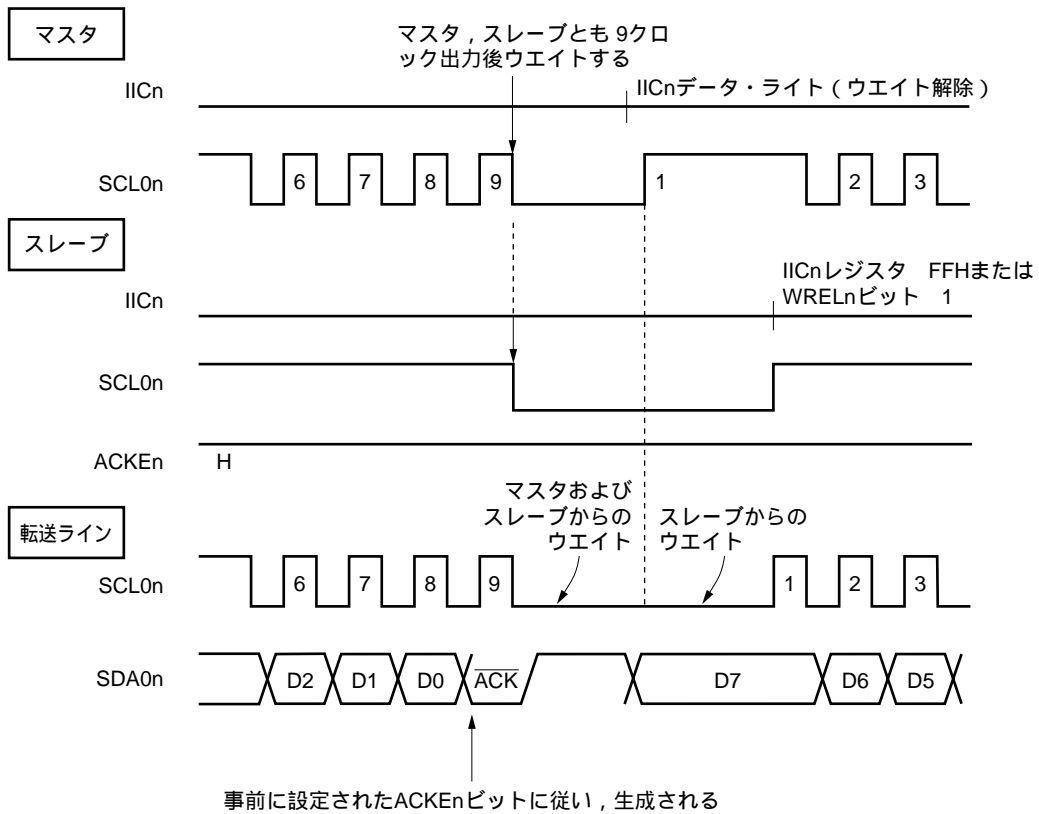 マスタ
マスタ，スレーブとも 9クロ
ック出力後ウエイトする
IICn
IICnデータ・ライト（ウエイト解除）
SCL0n
6 7 8 9 1 2 3
スレーブ
IICnレジスタ　FFHまたは
WRELnビット　1
IICn
SCL0n
ACKEn H
マスタおよび
スレーブからの
ウエイト
スレーブからの
ウエイト
転送ライン
SCL0n
6 7 8 9 1 2 3
SDA0n
D2 D1 D0 ACK D7 D6 D5
事前に設定されたACKEnビットに従い，生成される